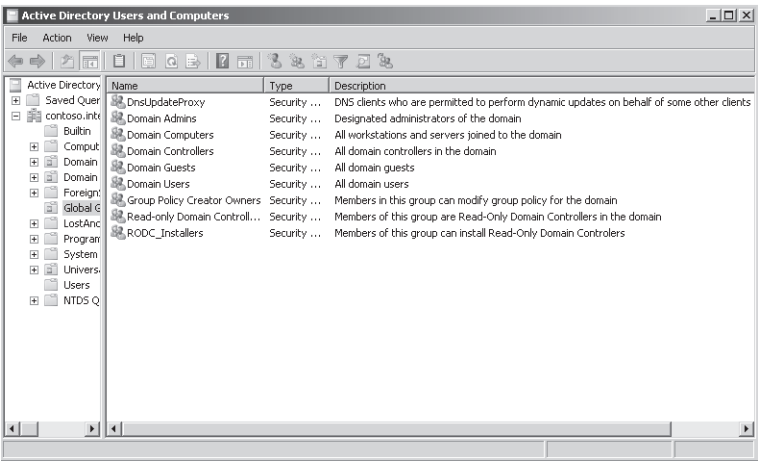 Active Directory Users and Computers
File Action View Help
Active Directory
Saved Quer
contoso.inte
Builtin
Comput
Domain
Domain
Foreign
Global G
LostAnc
Program
System
Univers
Users
NTDS Q
Name Type Description
DnsUpdateProxy Security ... DNS clients who are permitted to perform dynamic updates on behalf of some other clients
Domain Admins Security ... Designated administrators of the domain
Domain Computers Security ... All workstations and servers joined to the domain
Domain Controllers Security ... All domain controllers in the domain
Domain Guests Security ... All domain guests
Domain Users Security ... All domain users
Group Policy Creator Owners Security ... Members in this group can modify group policy for the domain
Read-only Domain Controll... Security ... Members of this group are Read-Only Domain Controllers in the domain
RODC_Installers Security ... Members of this group can install Read-Only Domain Controlers